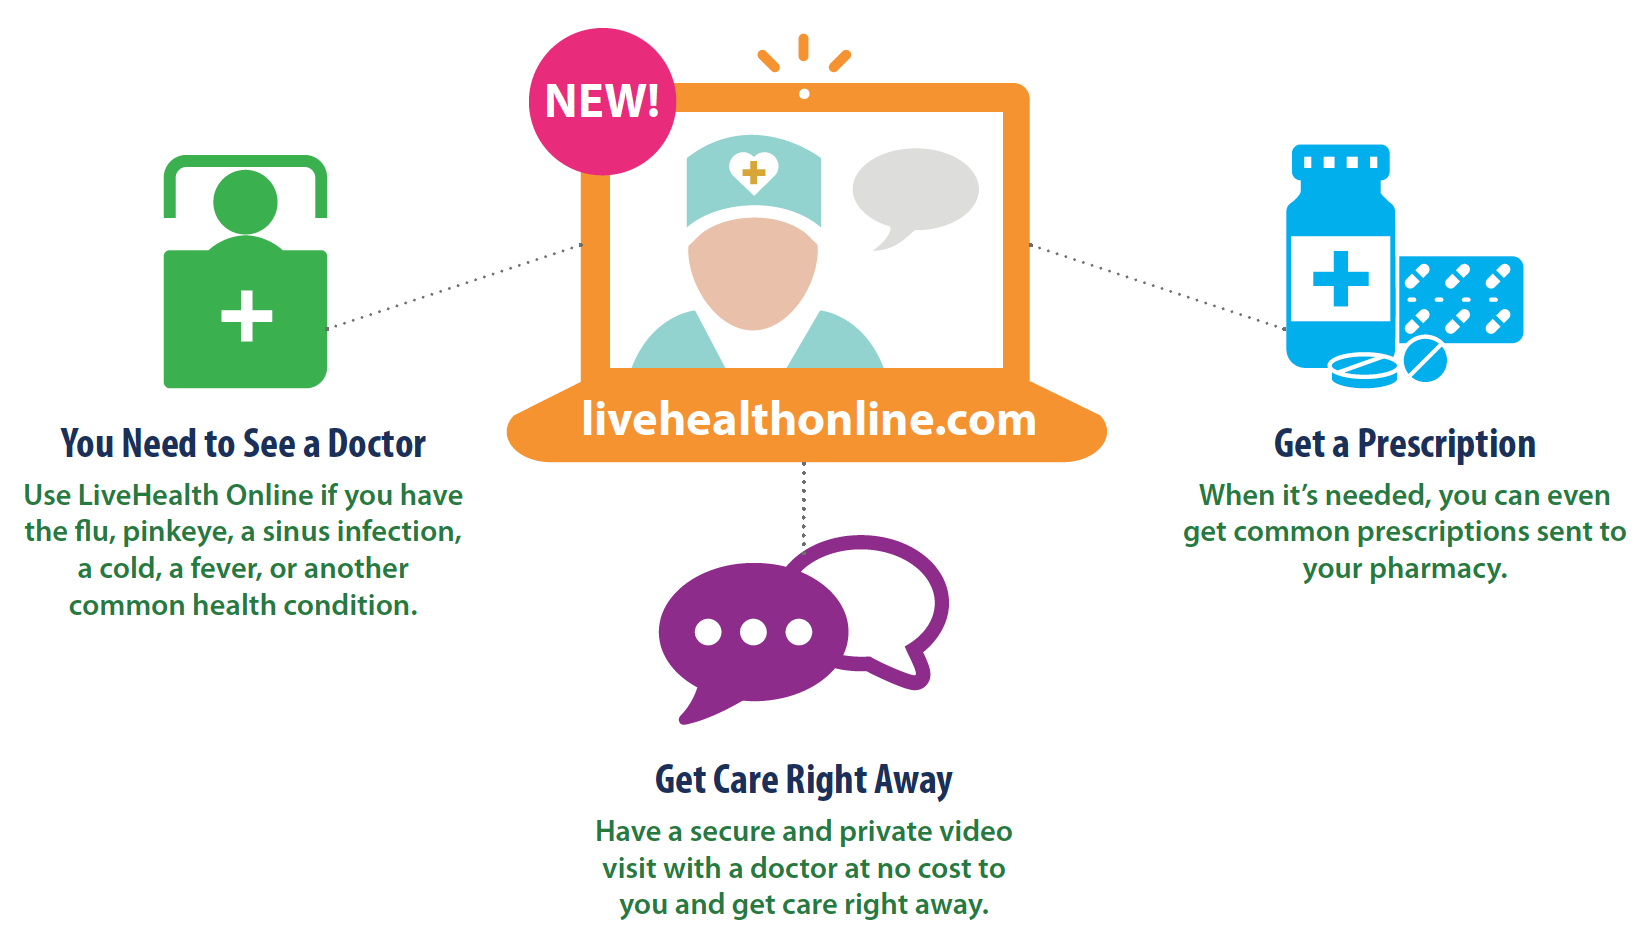 NEW!
livehealthonline.com
You Need to See a Doctor
Use LiveHealth Online if you have
the flu, pinkeye, a sinus infection,
a cold, a fever, or another
common health condition.
Get Care Right Away
Have a secure and private video
visit with a doctor at no cost to
you and get care right away.
Get a Prescription
When it’s needed, you can even
get common prescriptions sent to
your pharmacy.